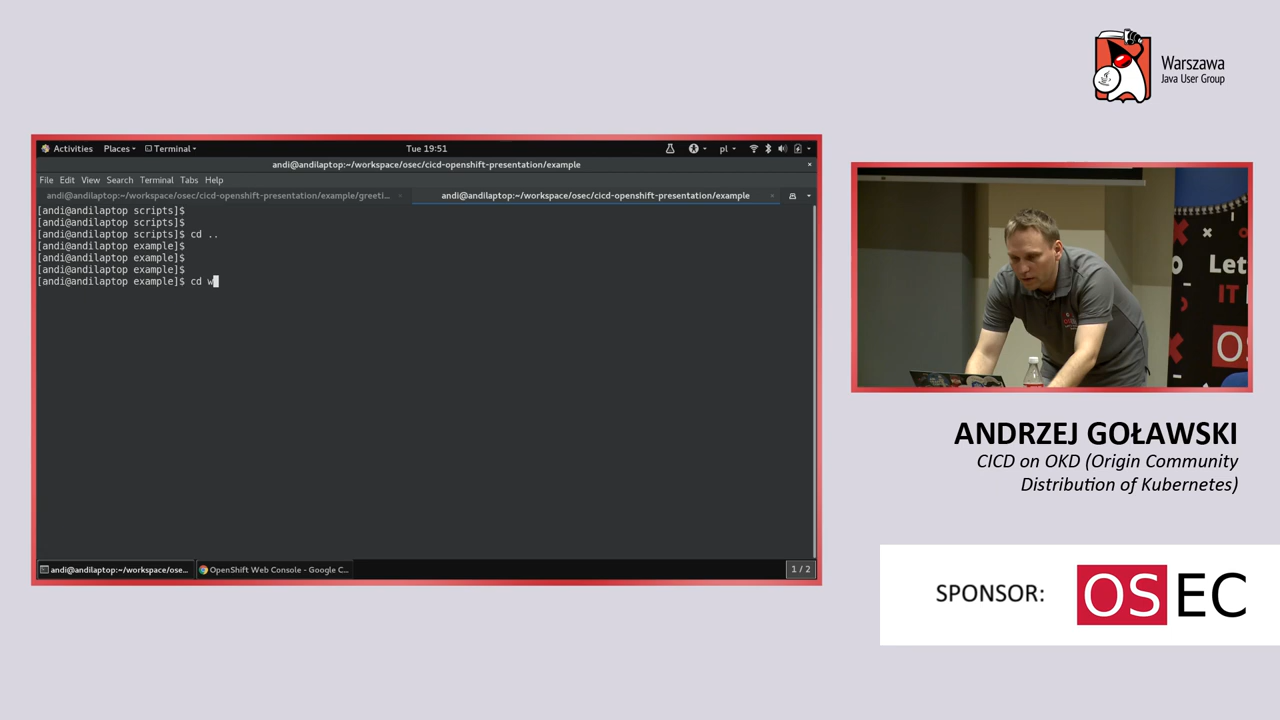 Warszawa
Java User Group
Activities Places Terminal Tue 19:51 pl
andi@andilaptop:~/workspace/osec/cicd-openshift-presentation/example
File Edit View Search Terminal Tabs Help
andi@andilaptop:~/workspace/osec/cicd-openshift-presentation/example/greeti... andi@andilaptop:~/workspace/osec/cicd-openshift-presentation/example
[andi@andilaptop scripts]$
[andi@andilaptop scripts]$
[andi@andilaptop scripts]$ cd ..
[andi@andilaptop example]$
[andi@andilaptop example]$
[andi@andilaptop example]$
[andi@andilaptop example]$ cd w
andi@andilaptop:~/workspace/ose... OpenShift Web Console - Google C... 1 / 2
Let
IT
ANDRZEJ GOŁAWSKI
CICD on OKD (Origin Community
Distribution of Kubernetes)
SPONSOR: OSEC